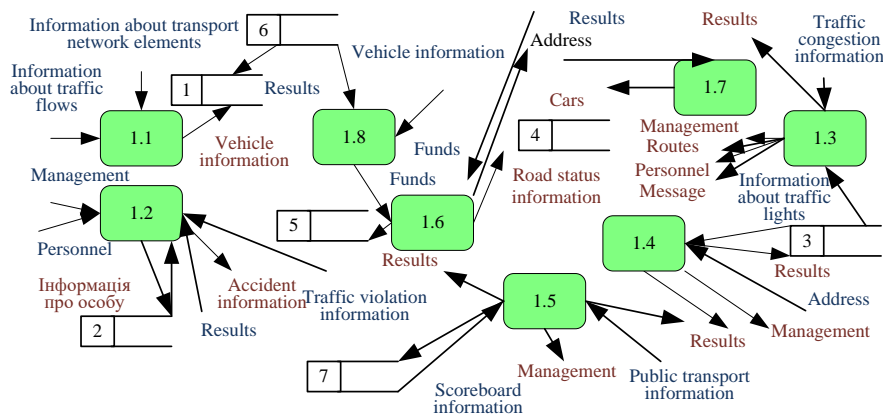 Information about transport
network elements
6
Results
Address
Results
Traffic
congestion
information
Vehicle information
Information
about traffic
flows
1
Results
1.7
Cars
1.1
Vehicle
information
1.8
4
Funds
Management
Routes
1.3
Personnel
Message
Management
Funds
Road status
information
Information
about traffic
lights
1.2
5
1.6
1.4
3
Personnel
Results
Results
Інформація
про особу
Accident
information
Traffic violation
information
1.5
Address
2
Results
Results
Management
7
Management
Scoreboard
information
Public transport
information